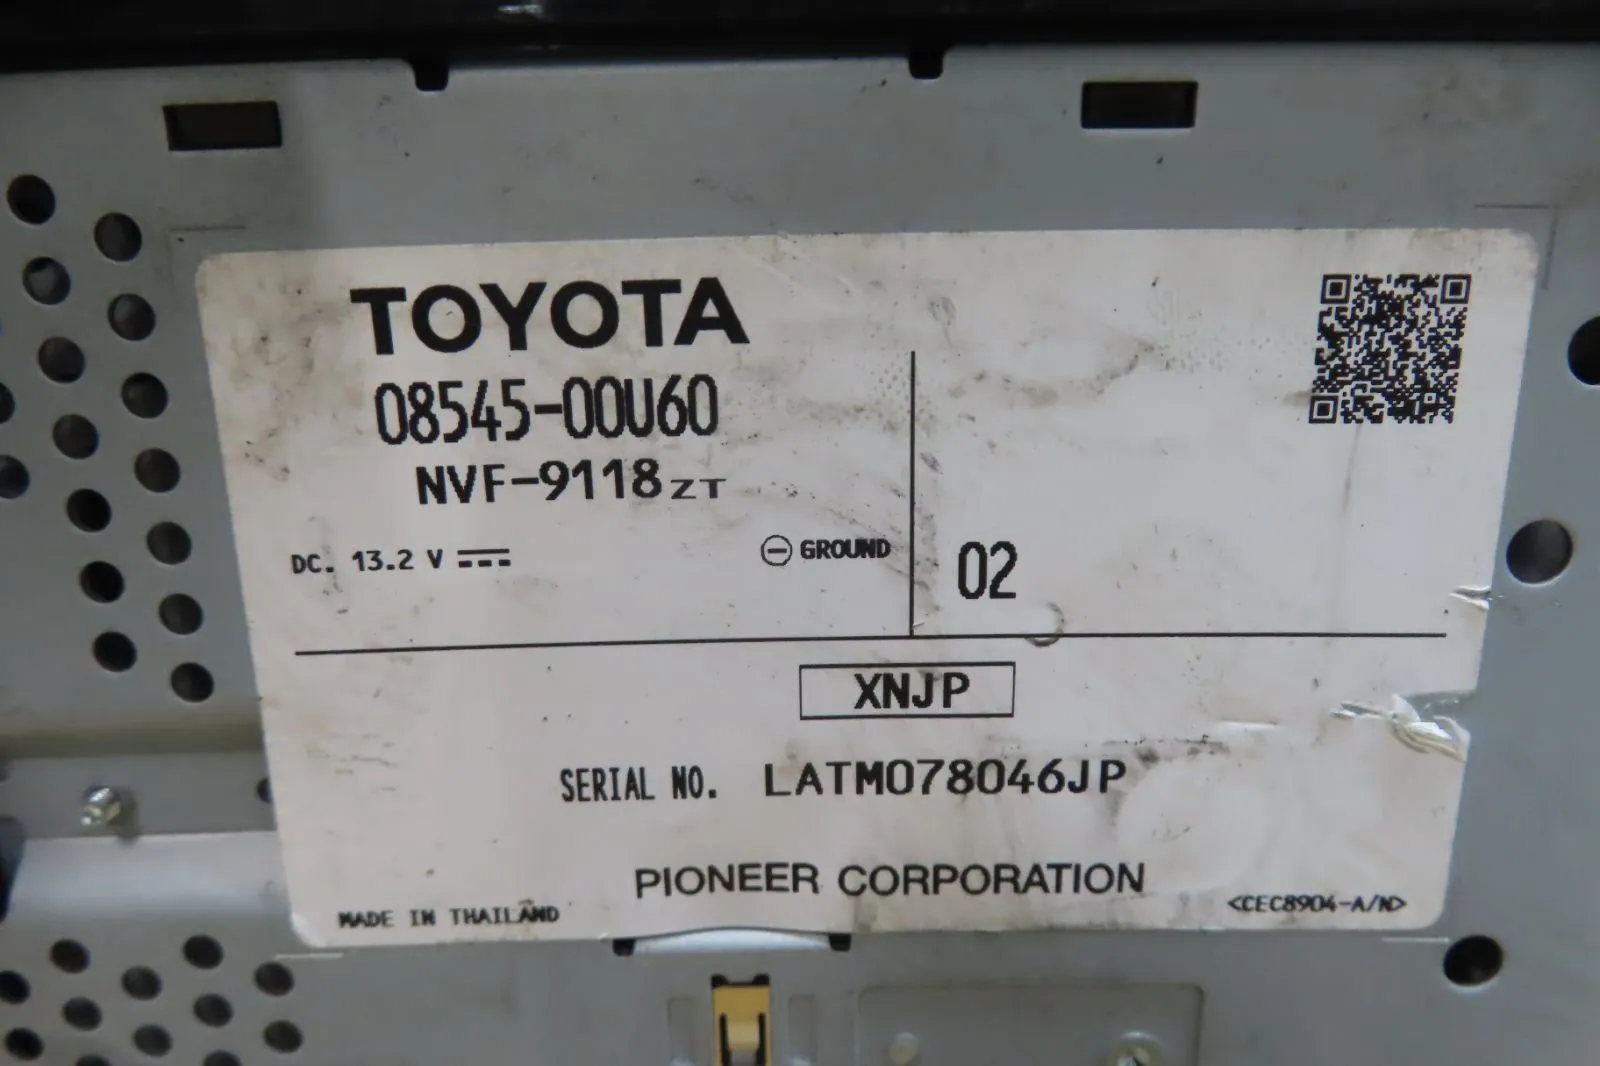 TOYOTA
08545-00U60
NVF-9118ZT
DC. 13.2 V
GROUND
02
XNJP
SERIAL NO. LATM078046JP
PIONEER CORPORATION
MADE IN THAILAND
<CEC8904-A/N>